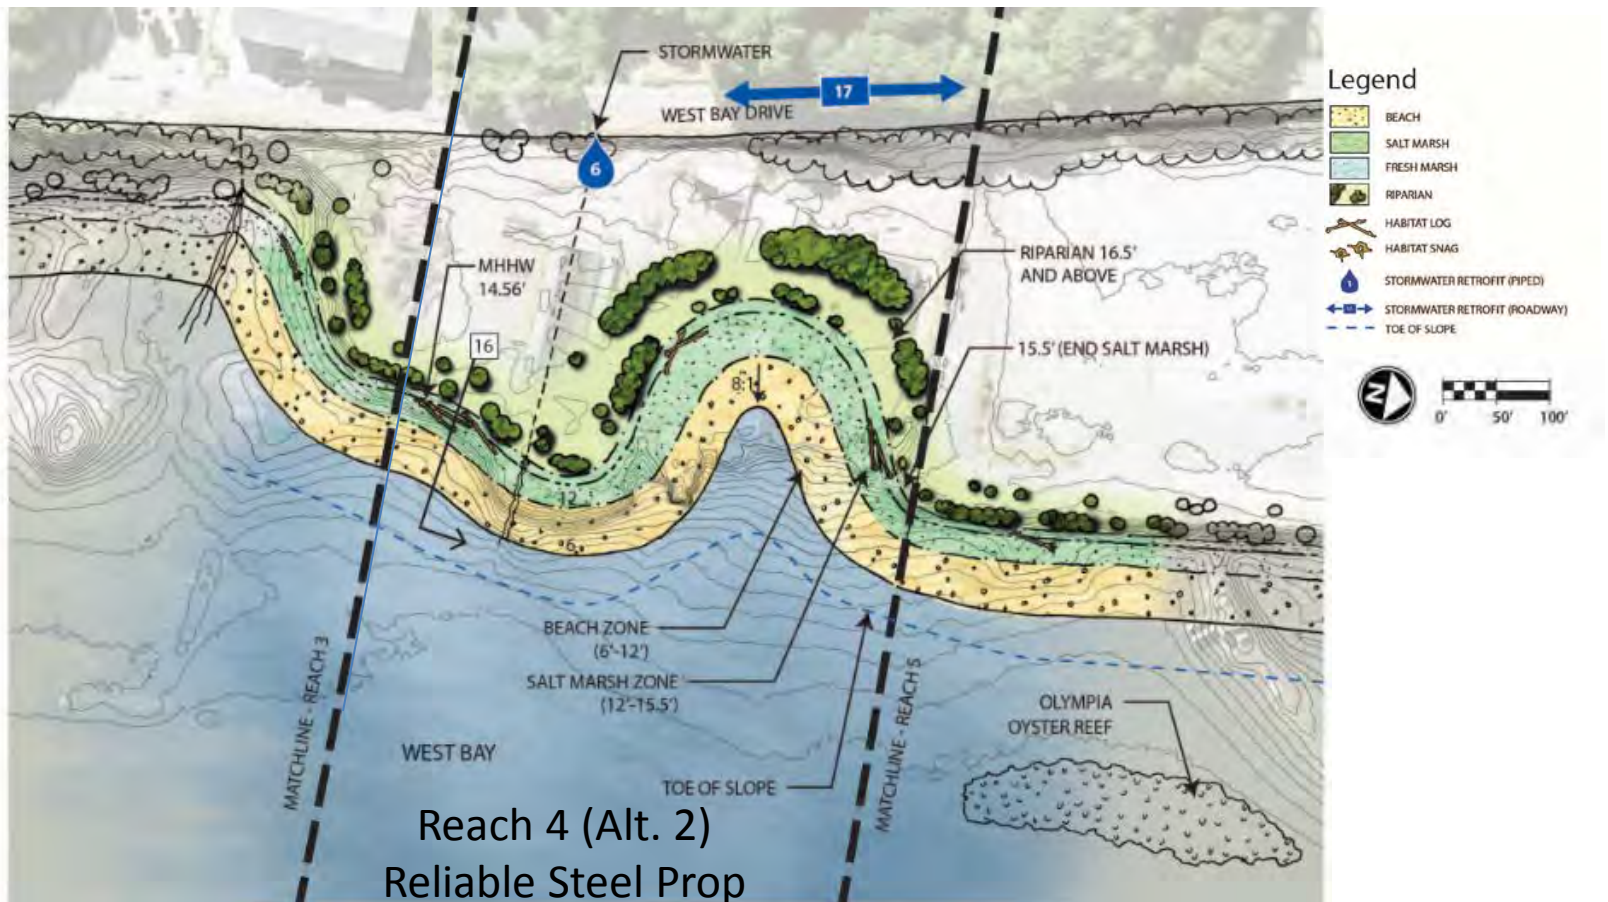 STORMWATER
17
WEST BAY DRIVE
6
MHHW
14.56'
16
RIPARIAN 16.5'
AND ABOVE
15.5' (END SALT MARSH)
8:1
12
6
BEACH ZONE
(6'-12')
SALT MARSH ZONE
(12'-15.5')
MATCHLINE - REACH 3
MATCHLINE - REACH 5
WEST BAY
TOE OF SLOPE
OLYMPIA
OYSTER REEF
Reach 4 (Alt. 2)
Reliable Steel Prop
Legend
BEACH
SALT MARSH
FRESH MARSH
RIPARIAN
HABITAT LOG
HABITAT SNAG
1
STORMWATER RETROFIT (PIPED)
STORMWATER RETROFIT (ROADWAY)
TOE OF SLOPE
N
0' 50' 100'